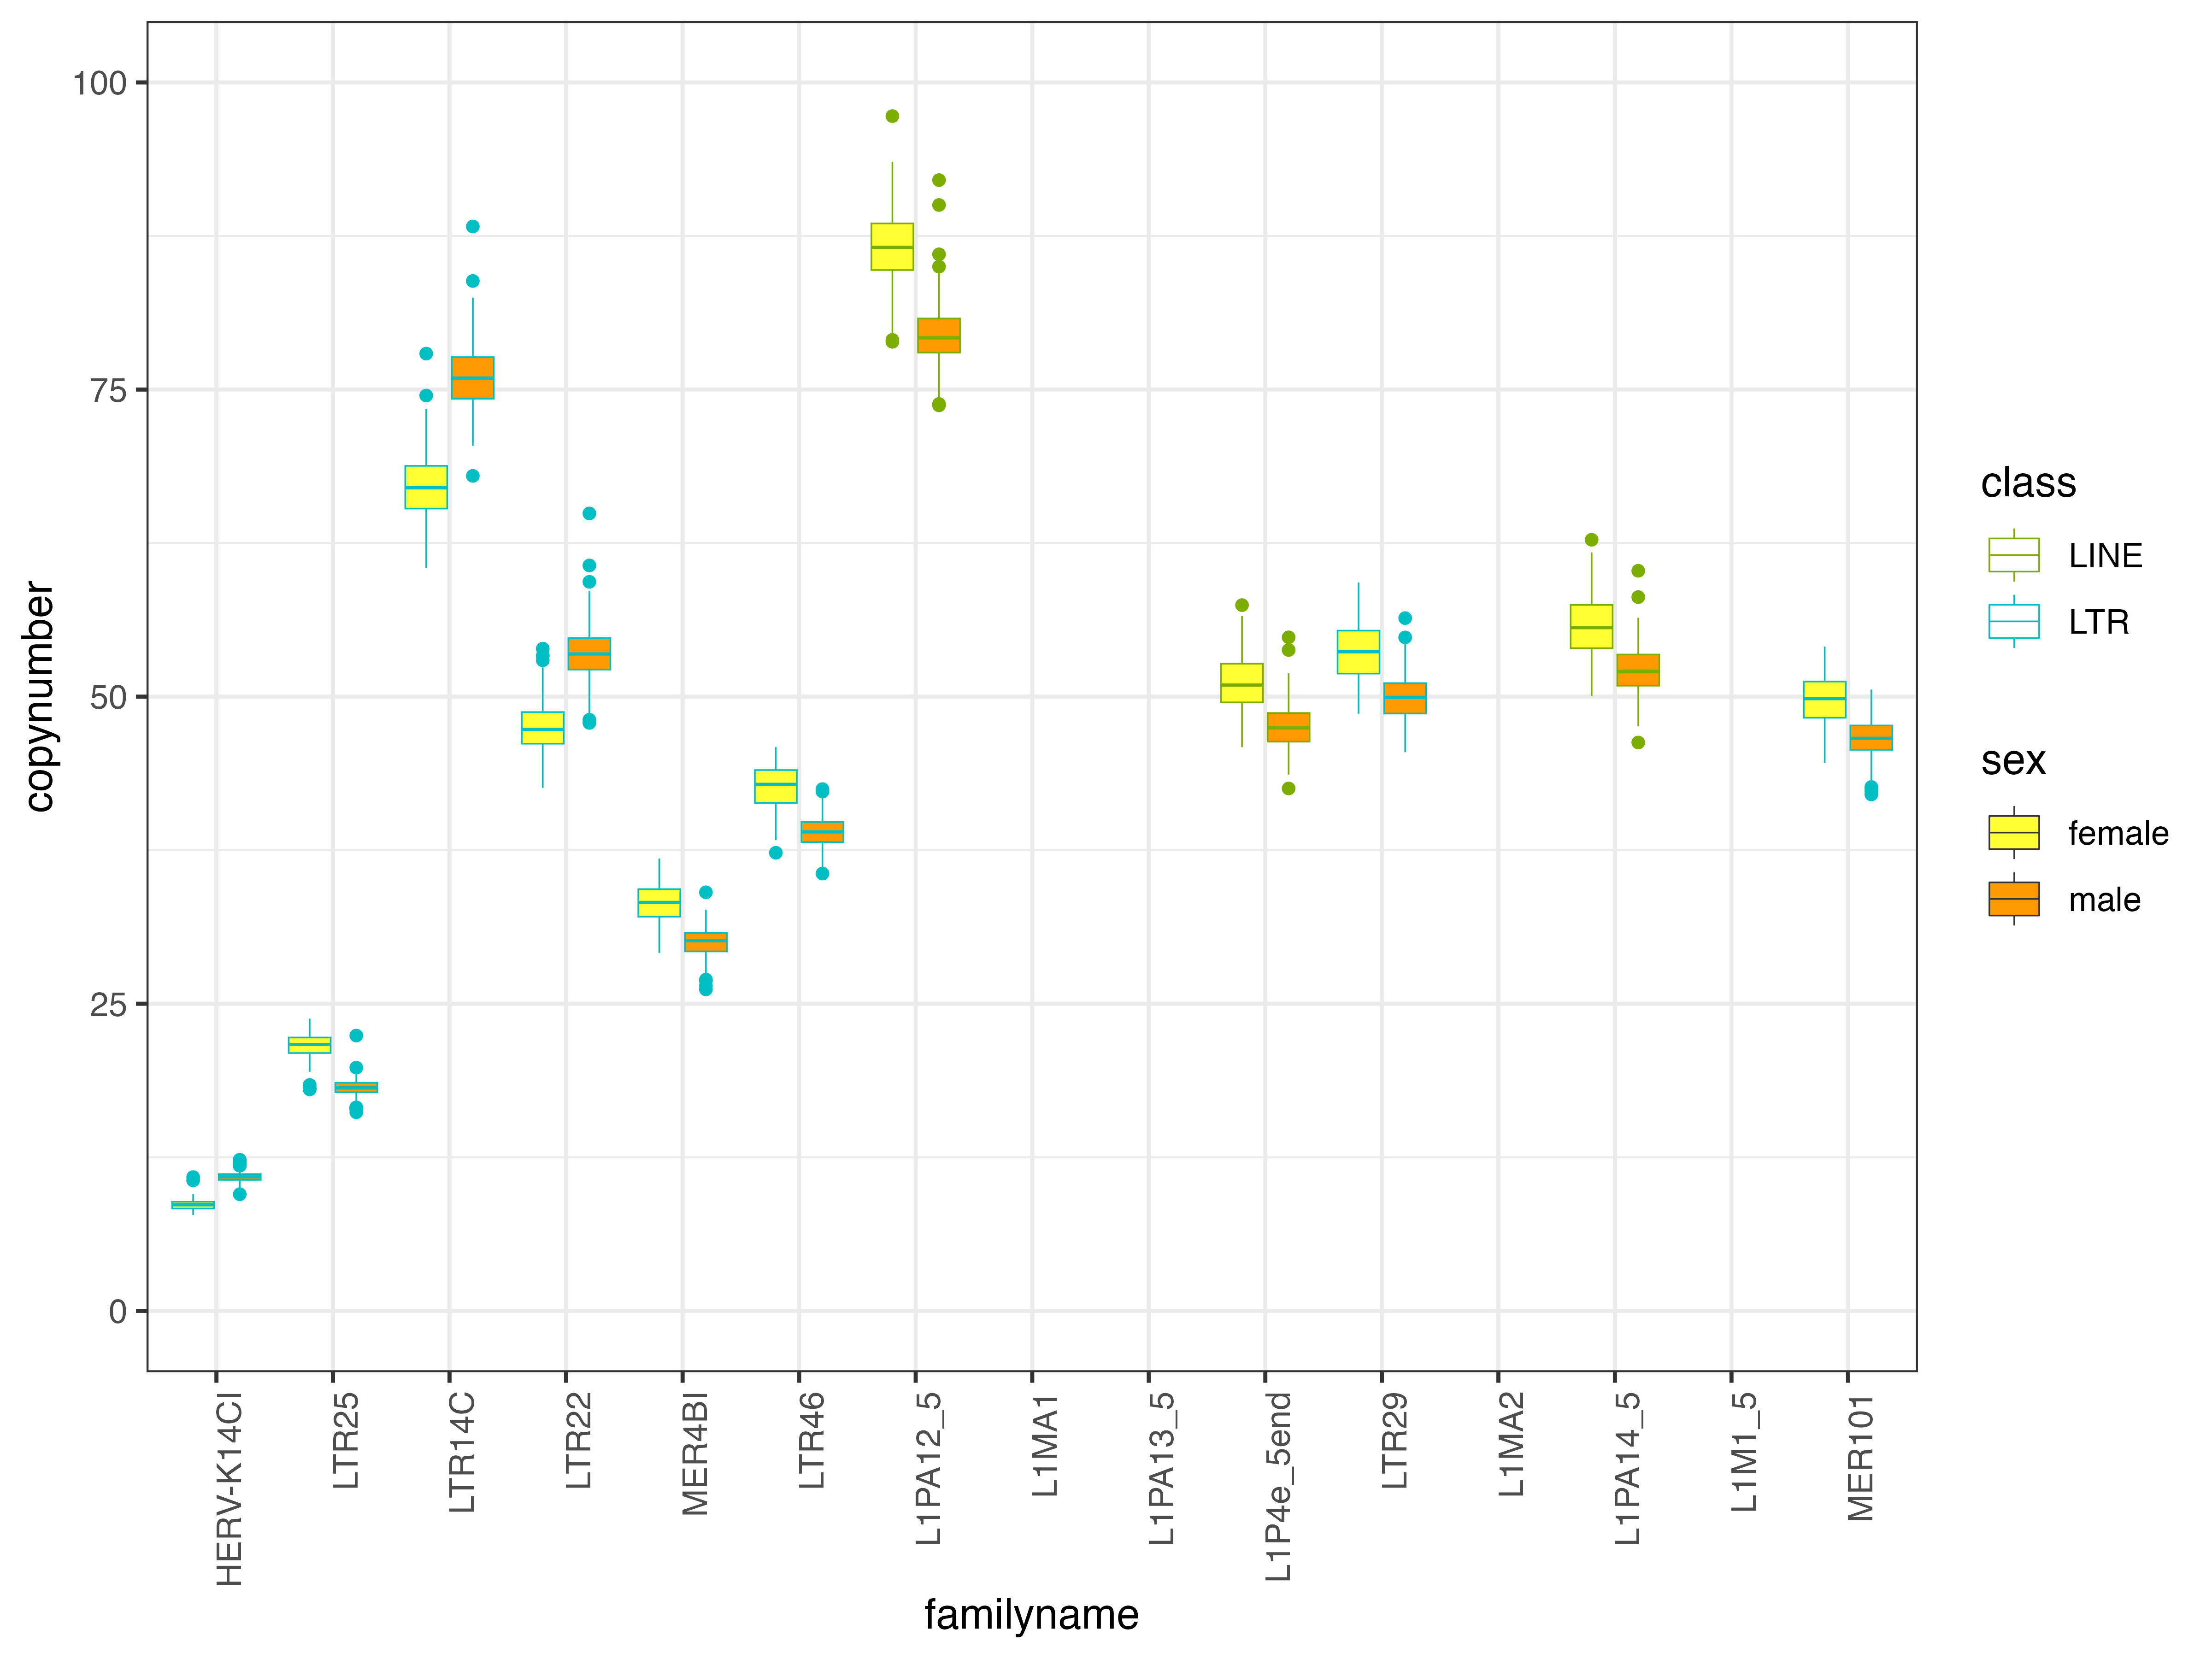 100
75
50
25
0
copynumber
HERV-K14CI
LTR25
LTR14C
LTR22
MER4BI
LTR46
L1PA12_5
L1MA1
L1PA13_5
L1P4e_5end
LTR29
L1MA2
L1PA14_5
L1M1_5
MER101
familyname
class
LINE
LTR
sex
female
male